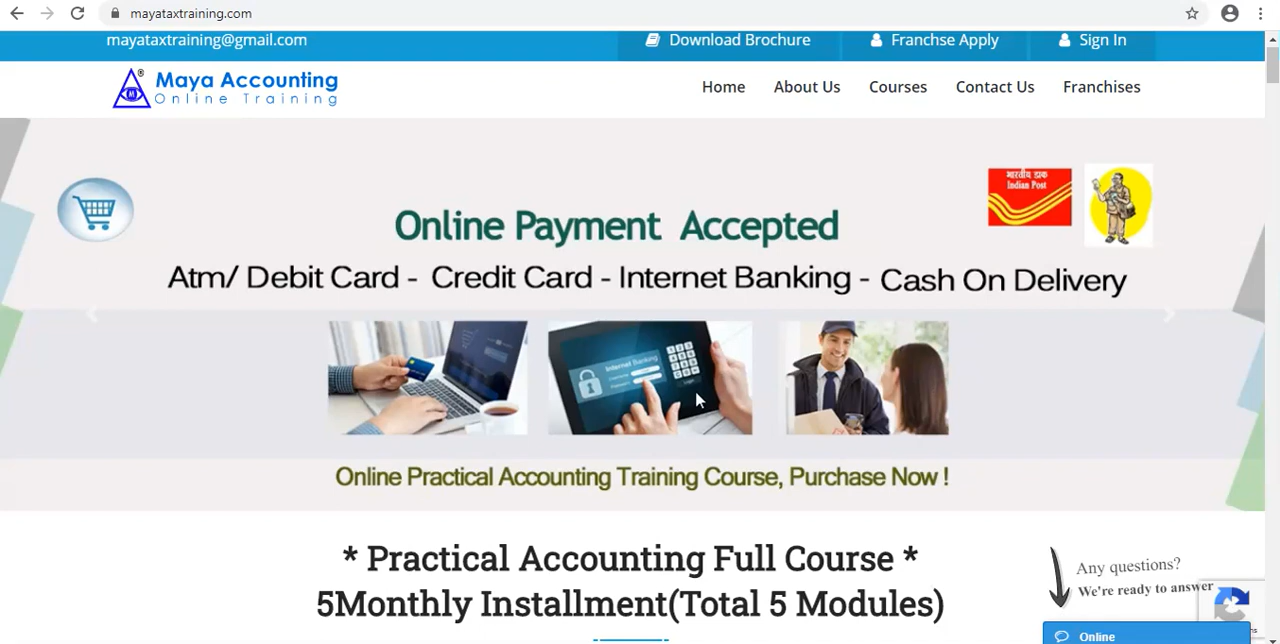 mayataxtraining.com
mayataxtraining@gmail.com
Download Brochure
Franchse Apply
Sign In
Maya Accounting
Online Training
Home
About Us
Courses
Contact Us
Franchises
भारतीय डाक
Indian Post
Online Payment Accepted
Atm/ Debit Card - Credit Card - Internet Banking - Cash On Delivery
Internet Banking
Online Practical Accounting Training Course, Purchase Now !
* Practical Accounting Full Course *
5Monthly Installment(Total 5 Modules)
Any questions?
We're ready to answer
Online